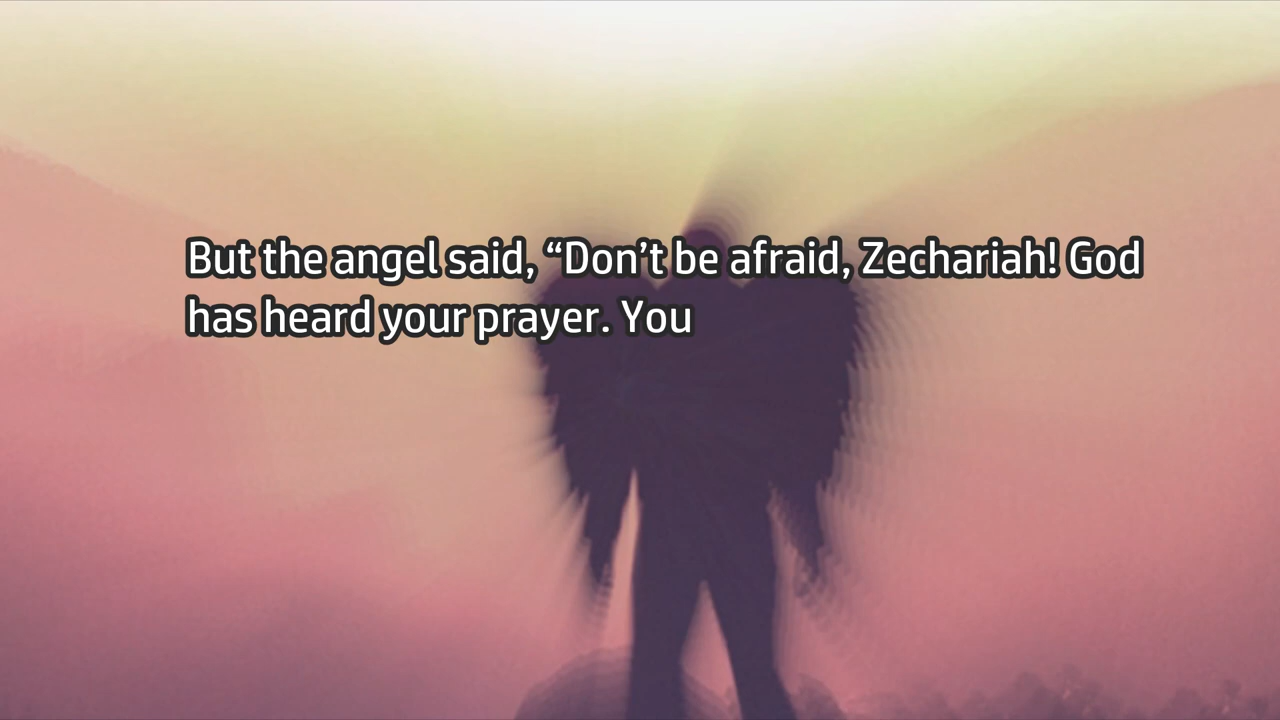 But the angel said, “Don’t be afraid, Zechariah! God
has heard your prayer. You